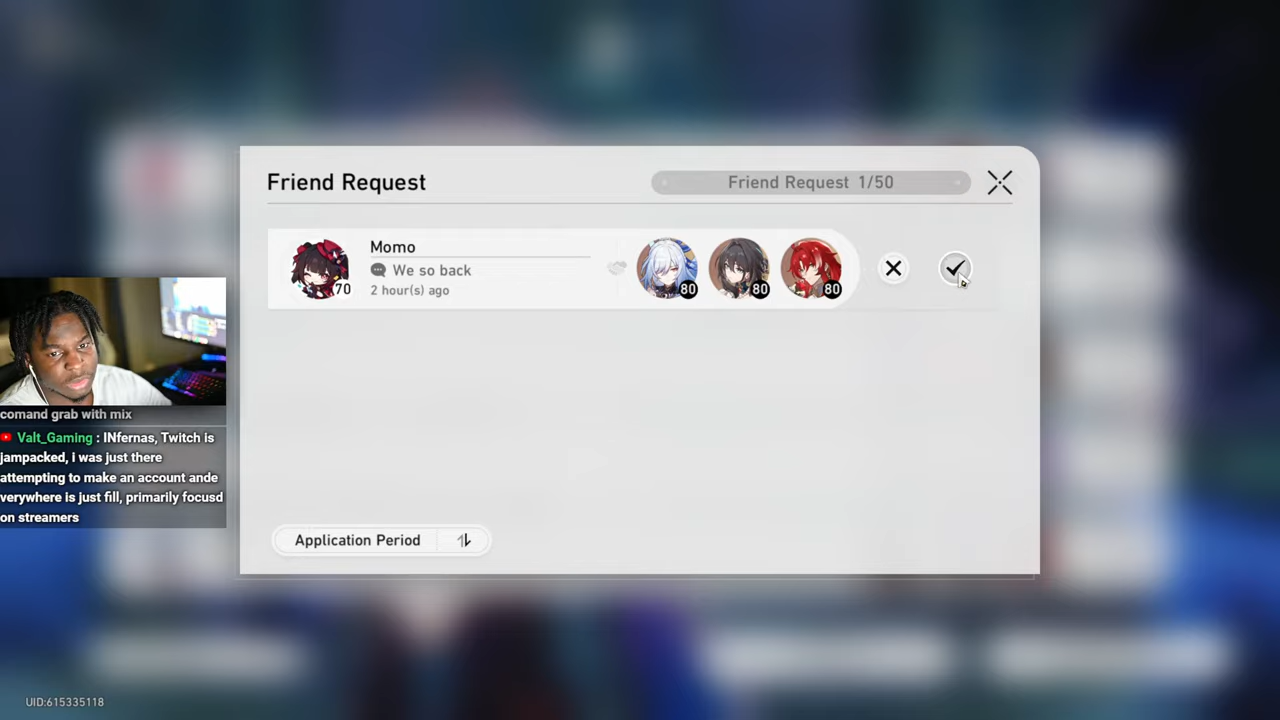 Friend Request
Friend Request 1/50
Momo
We so back
2 hour(s) ago
70
80
80
80
Application Period
comand grab with mix
Valt_Gaming : INfernas, Twitch is
jampacked, i was just there
attempting to make an account ande
verywhere is just fill, primarily focusd
on streamers
UID:615335118